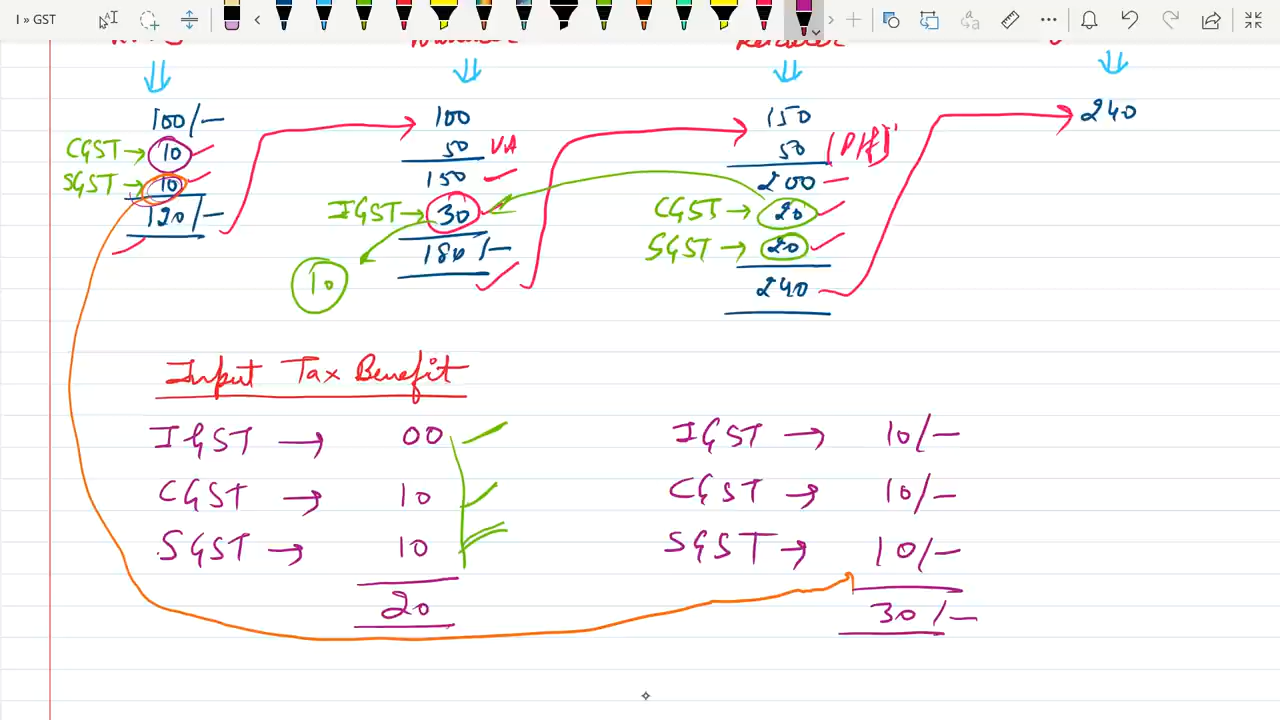 I » GST
100/- 100 150 240
CGST → 10 50 VA 50 (Pft)
SGST → 10 150 200
120/- IGST → 30 CGST → 20
180/- SGST → 20
10 240
Input Tax Benefit
IGST → 00 IGST → 10/-
CGST → 10 CGST → 10/-
SGST → 10 SGST → 10/-
20 30/-